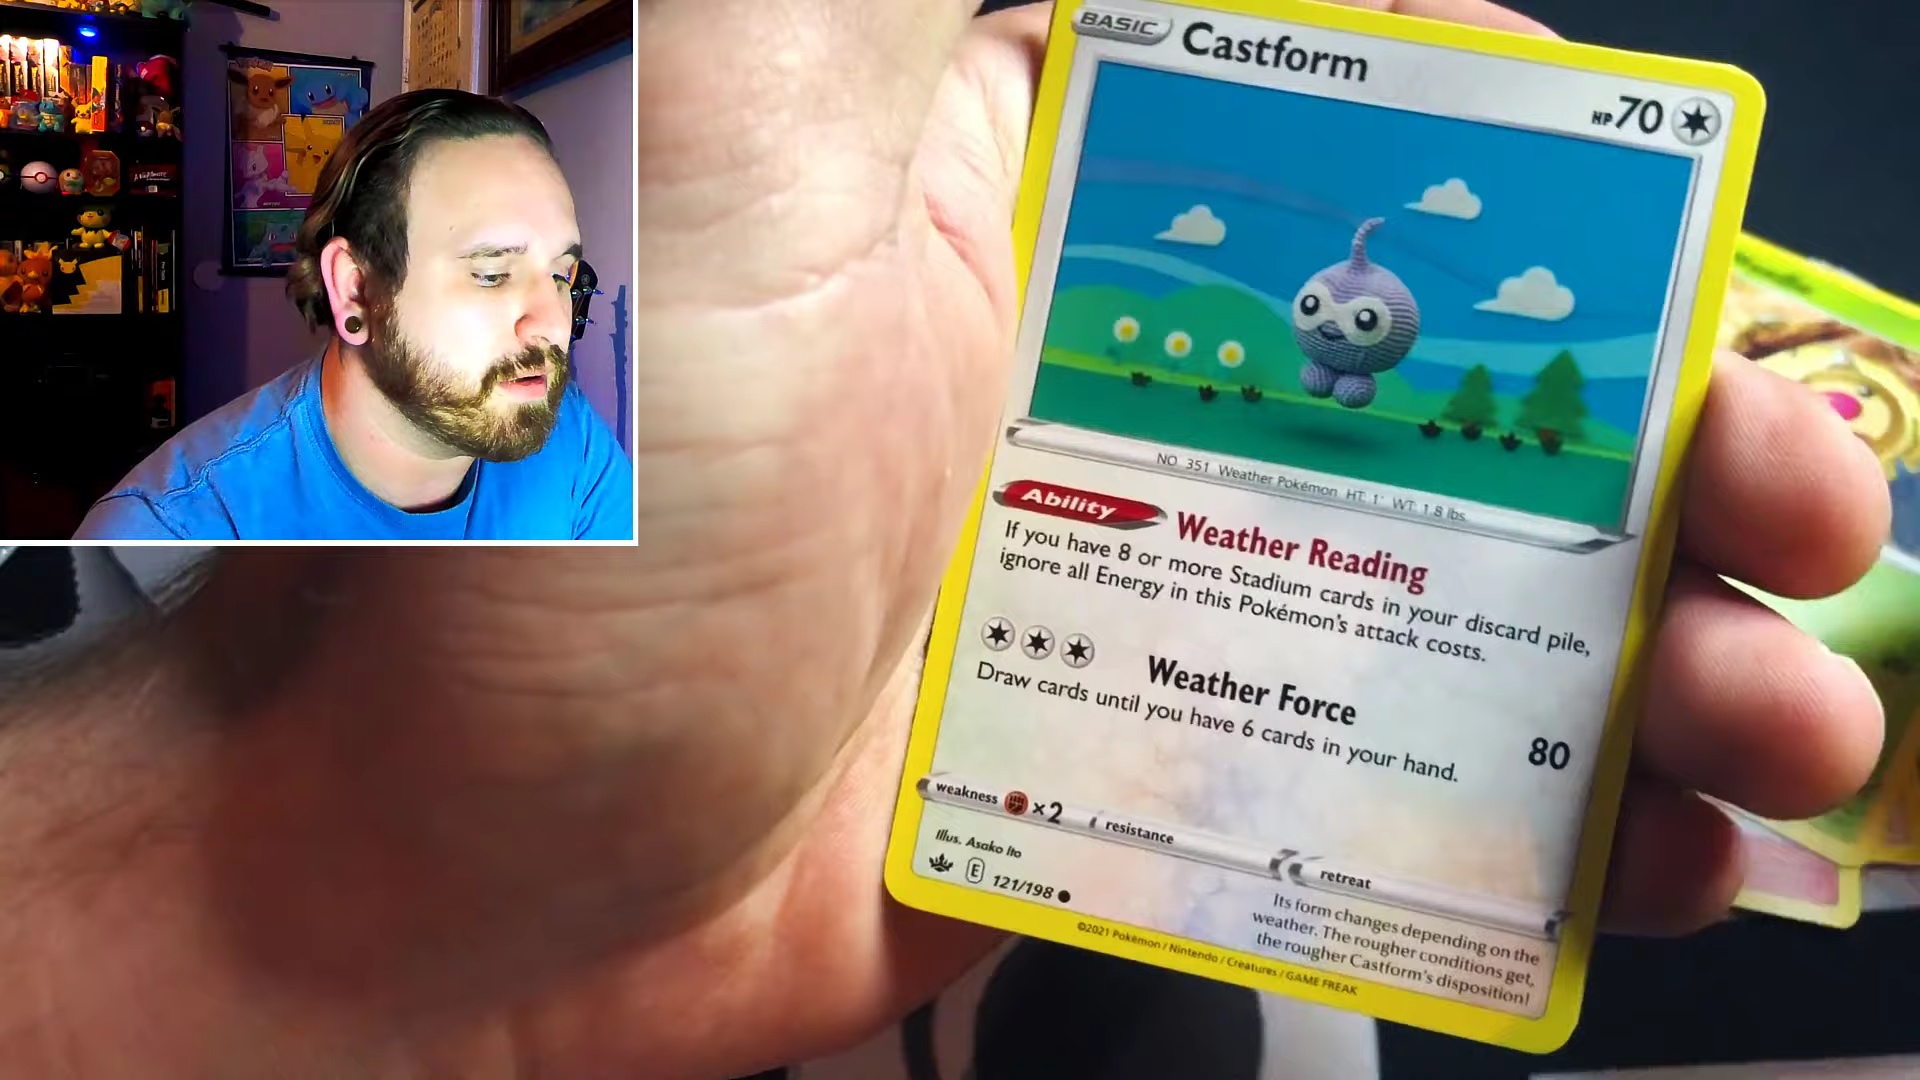 BASIC Castform HP 70
NO. 351 Weather Pokémon HT: 1' WT: 1.8 lbs.
Ability Weather Reading
If you have 8 or more Stadium cards in your discard pile,
ignore all Energy in this Pokémon's attack costs.
Weather Force 80
Draw cards until you have 6 cards in your hand.
weakness ×2 resistance retreat
Illus. Asako Ito
E 121/198
Its form changes depending on the
weather. The rougher conditions get,
the rougher Castform's disposition!
©2021 Pokémon / Nintendo / Creatures / GAME FREAK